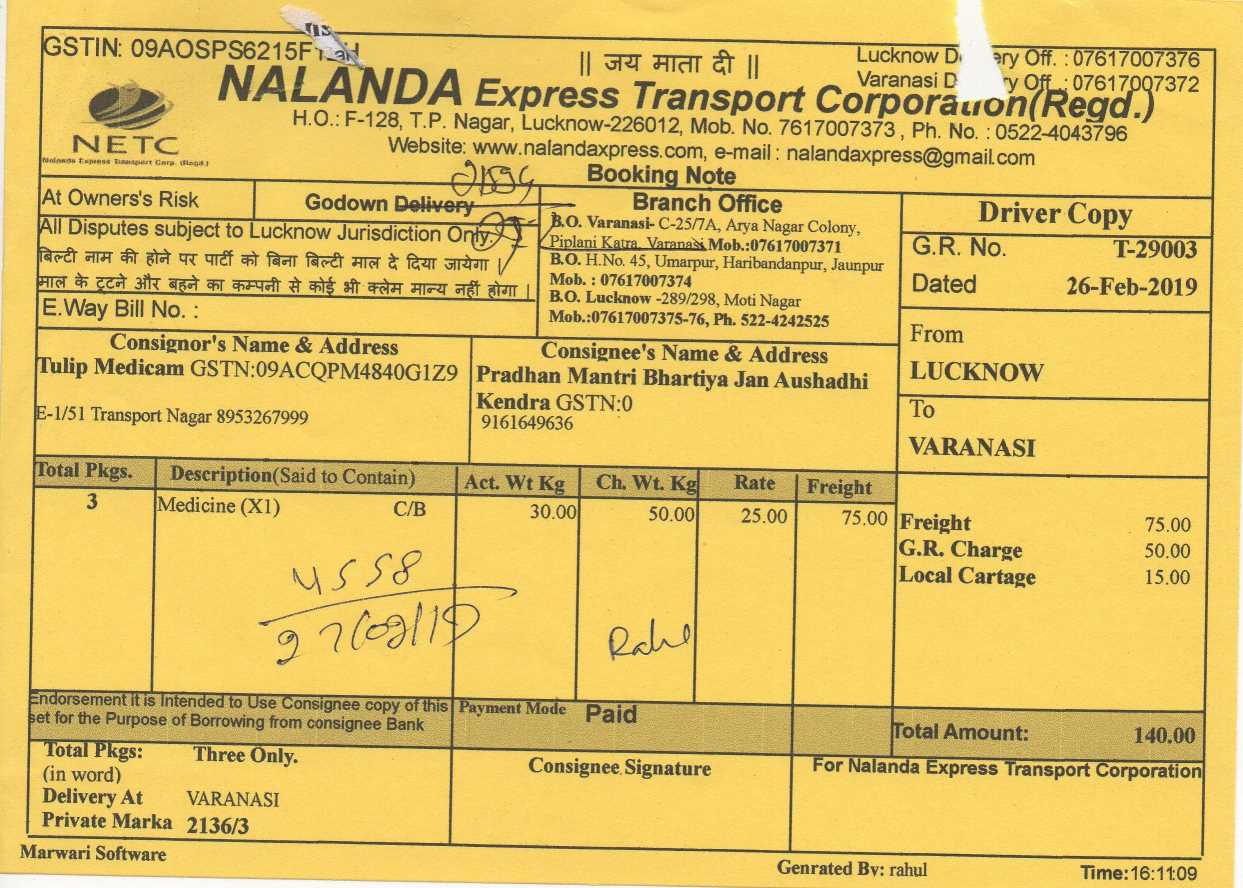 GSTIN: 09AOSPS6215F
|| जय माता दी ||
Lucknow Off. : 07617007376
Varanasi Off. : 07617007372
NALANDA Express Transport Corporation(Regd.)
H.O.: F-128, T.P. Nagar, Lucknow-226012, Mob. No. 7617007373 , Ph. No. : 0522-4043796
Website: www.nalandaxpress.com, e-mail : nalandaxpress@gmail.com
NETC
Nalanda Express Transport Corp. (Regd.)
Booking Note
At Owners's Risk
Godown Delivery
All Disputes subject to Lucknow Jurisdiction Only.
बिल्टी नाम की होने पर पार्टी को बिना बिल्टी माल दे दिया जायेगा ।
माल के टूटने और बहने का कम्पनी से कोई भी क्लेम मान्य नहीं होगा ।
E.Way Bill No. :
Branch Office
B.O. Varanasi- C-25/7A, Arya Nagar Colony,
Piplani Katra, Varanasi Mob.:07617007371
B.O. H.No. 45, Umarpur, Haribandanpur, Jaunpur
Mob. : 07617007374
B.O. Lucknow -289/298, Moti Nagar
Mob.:07617007375-76, Ph. 522-4242525
Driver Copy
G.R. No. T-29003
Dated 26-Feb-2019
From
LUCKNOW
To
VARANASI
Consignor's Name & Address
Tulip Medicam GSTN:09ACQPM4840G1Z9
E-1/51 Transport Nagar 8953267999
Consignee's Name & Address
Pradhan Mantri Bhartiya Jan Aushadhi
Kendra GSTN:0
9161649636
Total Pkgs. Description(Said to Contain) Act. Wt Kg Ch. Wt. Kg Rate Freight
3 Medicine (X1) C/B 30.00 50.00 25.00 75.00
4558
27/02/19
Rahul
Freight 75.00
G.R. Charge 50.00
Local Cartage 15.00
Endorsement it is Intended to Use Consignee copy of this
set for the Purpose of Borrowing from consignee Bank
Payment Mode Paid
Total Amount: 140.00
Total Pkgs: Three Only.
(in word)
Delivery At VARANASI
Private Marka 2136/3
Consignee Signature
For Nalanda Express Transport Corporation
Marwari Software
Genrated By: rahul
Time:16:11:09